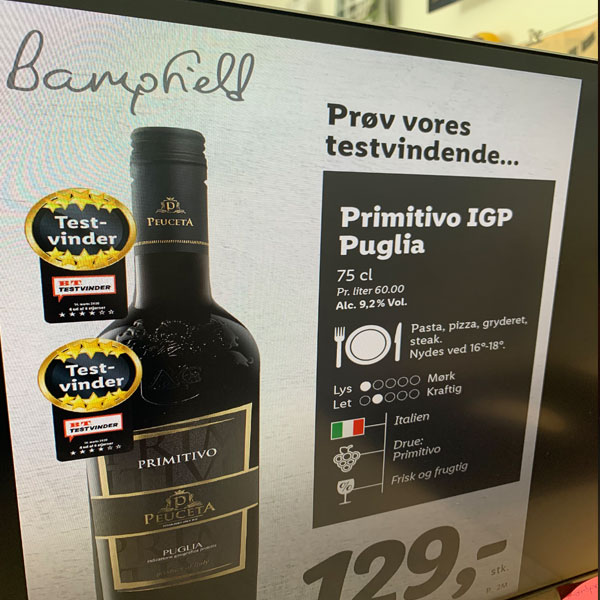 Bampfield
Prøv vores
testvindende...
Primitivo IGP
Puglia
75 cl
Pr. liter 60.00
Alc. 9,2% Vol.
Pasta, pizza, gryderet,
steak.
Nydes ved 16°-18°.
Lys Mørk
Let Kraftig
Italien
Drue:
Primitivo
Frisk og frugtig
129,-
stk.
P
PEUCETA
Test-
vinder
BT
TESTVINDER
Test-
vinder
BT
TESTVINDER
PRIMITIVO
P
PEUCETA
PUGLIA